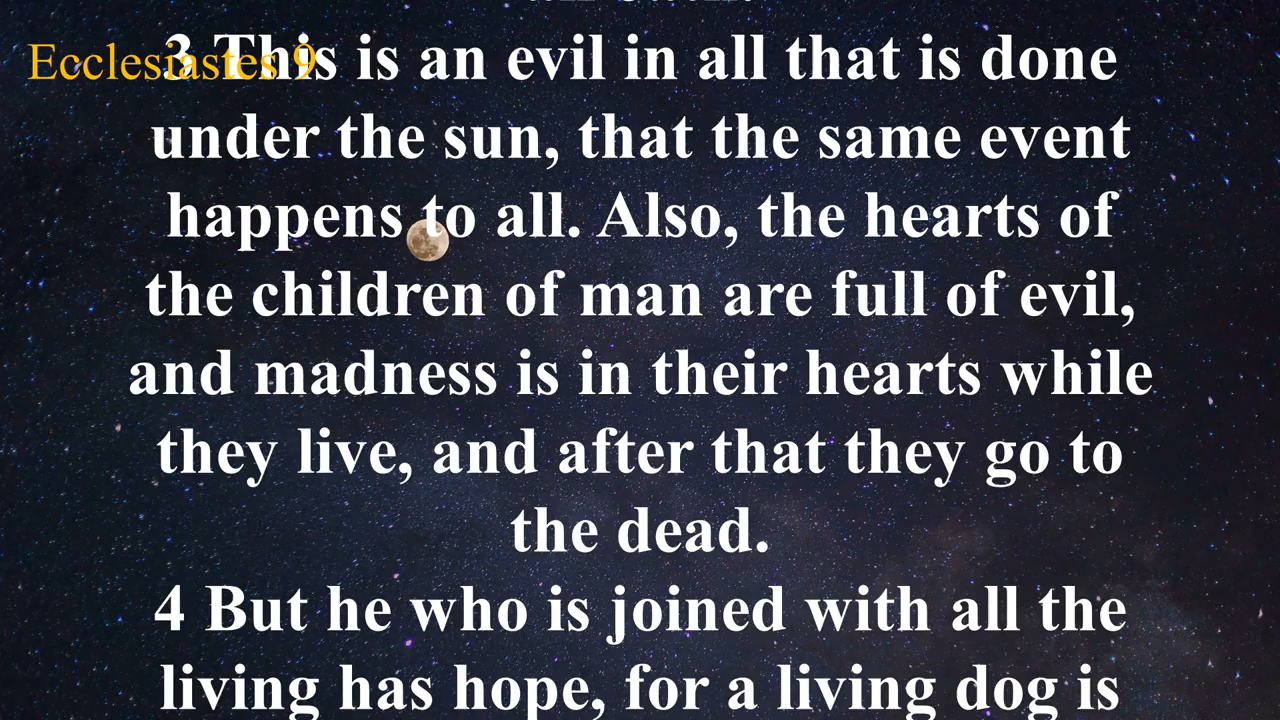 Ecclesiastes 9
3 This is an evil in all that is done
under the sun, that the same event
happens to all. Also, the hearts of
the children of man are full of evil,
and madness is in their hearts while
they live, and after that they go to
the dead.
4 But he who is joined with all the
living has hope, for a living dog is